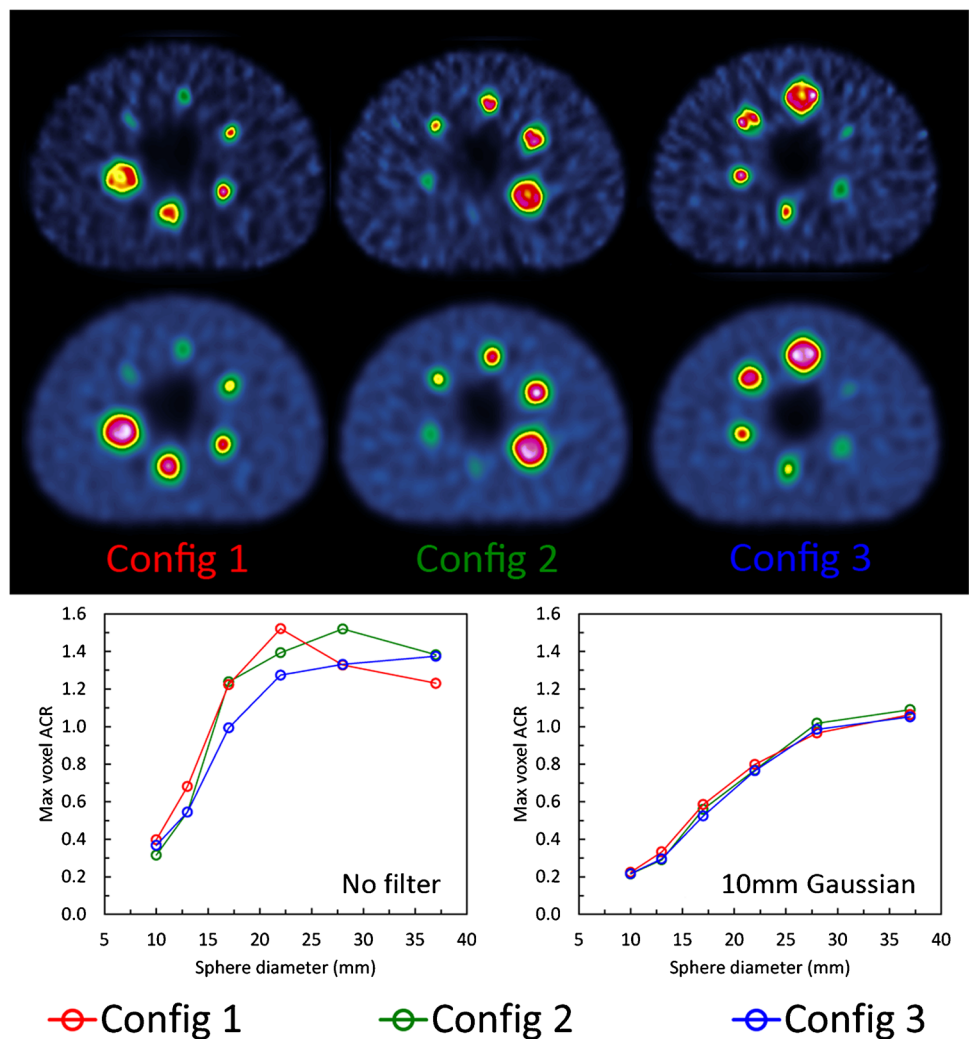 Config 1 Config 2 Config 3
1.6
1.4
1.2
1.0
0.8
0.6
0.4
0.2
0.0
Max voxel ACR
No filter
5 10 15 20 25 30 35 40
Sphere diameter (mm)
1.6
1.4
1.2
1.0
0.8
0.6
0.4
0.2
0.0
Max voxel ACR
10mm Gaussian
5 10 15 20 25 30 35 40
Sphere diameter (mm)
Config 1 Config 2 Config 3